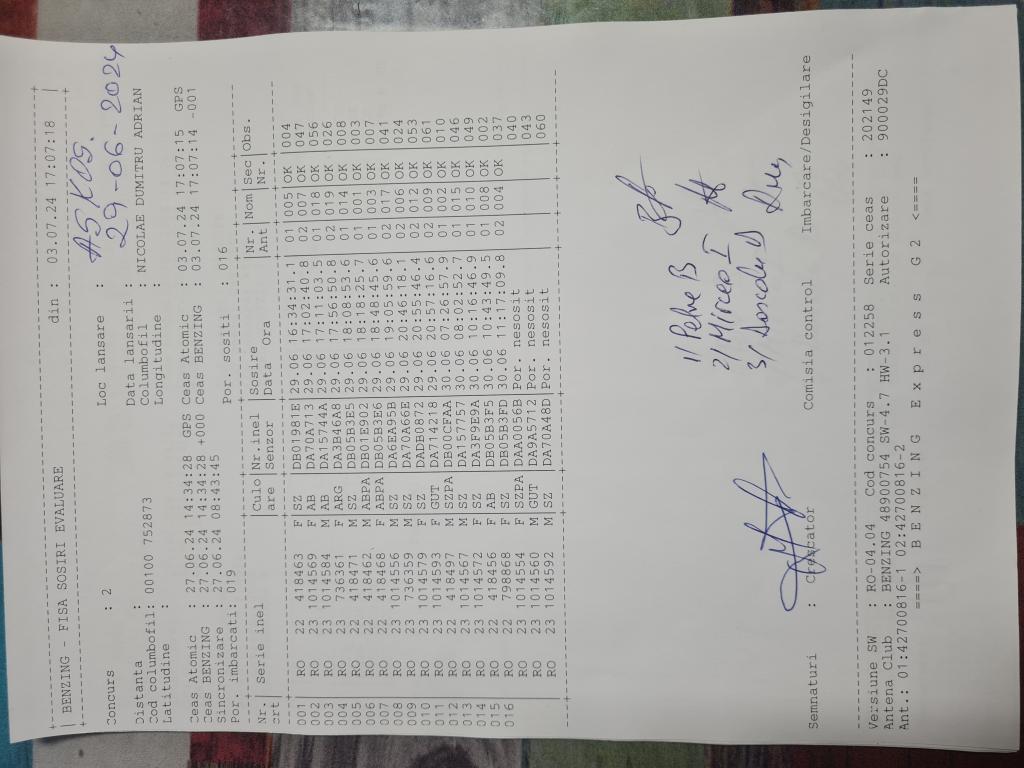 BENZING - FISA SOSIRI EVALUARE din : 03.07.24 17:07:18
Concurs : 2 Loc lansare : ASKOS.
Data lansarii : 29-06-2024
Distanta : Columbofil : NICOLAE DUMITRU ADRIAN
Cod columbofil: 00100 752873 Longitudine :
Latitudine :
Ceas Atomic : 27.06.24 14:34:28 GPS Ceas Atomic : 03.07.24 17:07:15 GPS
Ceas BENZING : 27.06.24 14:34:28 +000 Ceas BENZING : 03.07.24 17:07:14 -001
Sincronizare : 27.06.24 08:43:45
Por. imbarcati: 019 Por. sositi : 016
Nr. | Serie inel |Culo|Nr.inel |Sosire |Nr.|Nom|Sec|Obs.
crt| |are |Senzor |Data Ora |Ant| |Nr.|
001 RO 22 418463 F SZ DB01981E 29.06 16:34:31.1 01 005 OK 004
002 RO 23 1014569 F AB DA70A713 29.06 17:02:40.8 02 007 OK 047
003 RO 23 1014584 M AB DA15744A 29.06 17:11:03.5 01 018 OK 056
004 RO 23 736361 F ARG DA3B46A8 29.06 17:56:50.8 02 019 OK 026
005 RO 22 418471 M SZ DB05B3E5 29.06 18:08:53.6 01 014 OK 008
006 RO 22 418462 M ABPA DB01E902 29.06 18:18:25.7 01 001 OK 003
007 RO 22 418468 F ABPA DB05B3E6 29.06 18:48:45.6 01 003 OK 007
008 RO 23 1014556 M SZ DA6EA95B 29.06 19:05:59.6 02 017 OK 041
009 RO 23 736359 M SZ DA70A66E 29.06 20:46:18.1 02 006 OK 024
010 RO 23 1014579 F SZ DADB0872 29.06 20:55:46.4 02 012 OK 053
011 RO 23 1014593 F GUT DA714218 29.06 20:57:16.6 02 009 OK 061
012 RO 22 418497 M SZPA DB00CFAA 30.06 07:26:57.9 01 002 OK 010
013 RO 23 1014567 M SZ DA157757 30.06 08:02:52.7 01 015 OK 046
014 RO 23 1014572 F SZ DA3F9E9A 30.06 10:16:46.9 01 010 OK 049
015 RO 22 418456 M AB DB05B3F5 30.06 10:43:49.5 01 008 OK 002
016 RO 22 798668 F SZ DB05B3FD 30.06 11:17:09.8 02 004 OK 037
RO 23 1014554 F SZPA DAA0056B Por. nesosit 040
RO 23 1014560 M GUT DA9A5712 Por. nesosit 043
RO 23 1014592 M SZ DA70A48D Por. nesosit 060
1/ Petre B
2/ Mircea I
3/
Semnaturi : Crescator Comisia control Imbarcare/Desigilare
Versiune SW : RO-04.04 Cod concurs : 012258 Serie ceas : 202149
Antena Club : BENZING 48900754 SW-4.7 HW-3.1 Autorizare : 900029DC
Ant.: 01:42700816-1 02:42700816-2
====> B E N Z I N G E x p r e s s G 2 <====